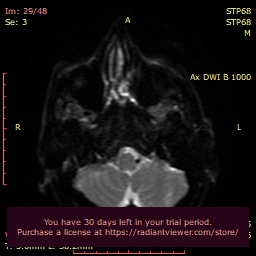 Im: 29/48
STP68
Se: 3
STP68
A
M
Ax DWI B 1000
R
L
You have 30 days left in your trial period.
Purchase a license at https://radiantviewer.com/store/